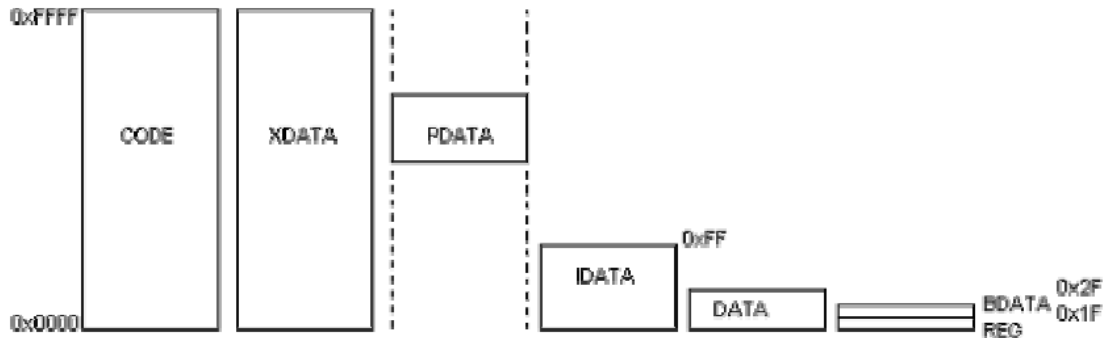 0xFFFF
CODE
XDATA
PDATA
0xFF
IDATA
DATA
BDATA
0x2F
0x1F
REG
0x0000